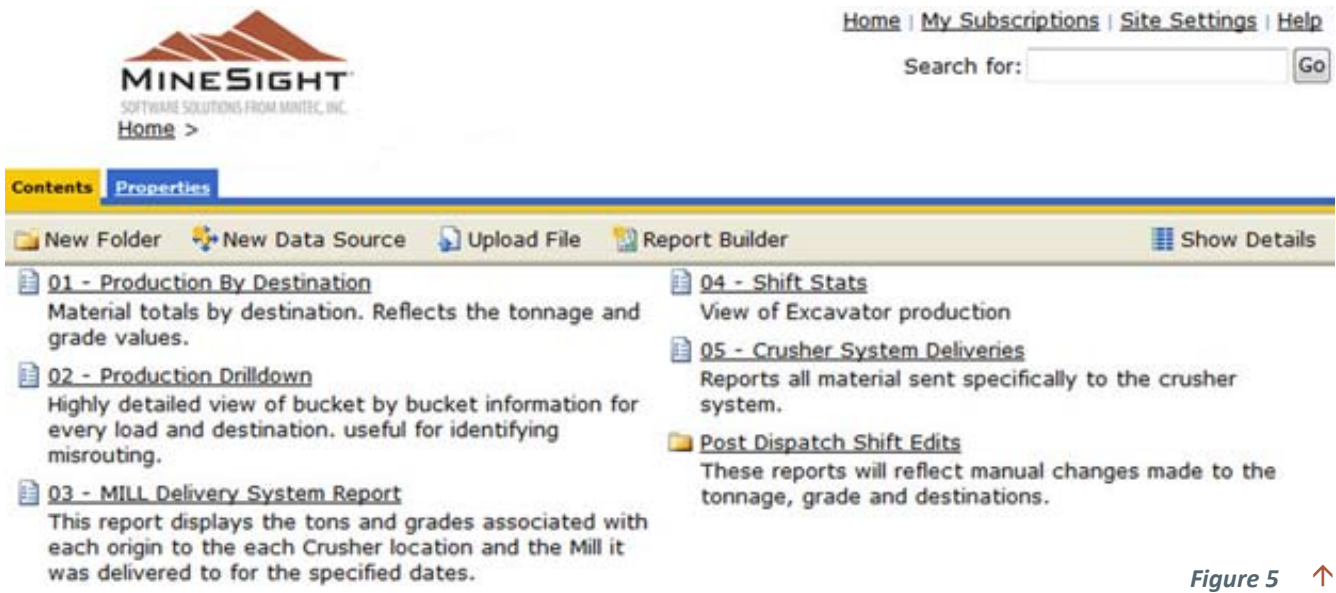 Home | My Subscriptions | Site Settings | Help
Search for: Go
MINESIGHT
SOFTWARE SOLUTIONS FROM MINTEC, INC.
Home >
Contents Properties
New Folder New Data Source Upload File Report Builder Show Details
01 - Production By Destination
Material totals by destination. Reflects the tonnage and
grade values.
02 - Production Drilldown
Highly detailed view of bucket by bucket information for
every load and destination. useful for identifying
misrouting.
03 - MILL Delivery System Report
This report displays the tons and grades associated with
each origin to the each Crusher location and the Mill it
was delivered to for the specified dates.
04 - Shift Stats
View of Excavator production
05 - Crusher System Deliveries
Reports all material sent specifically to the crusher
system.
Post Dispatch Shift Edits
These reports will reflect manual changes made to the
tonnage, grade and destinations.
Figure 5